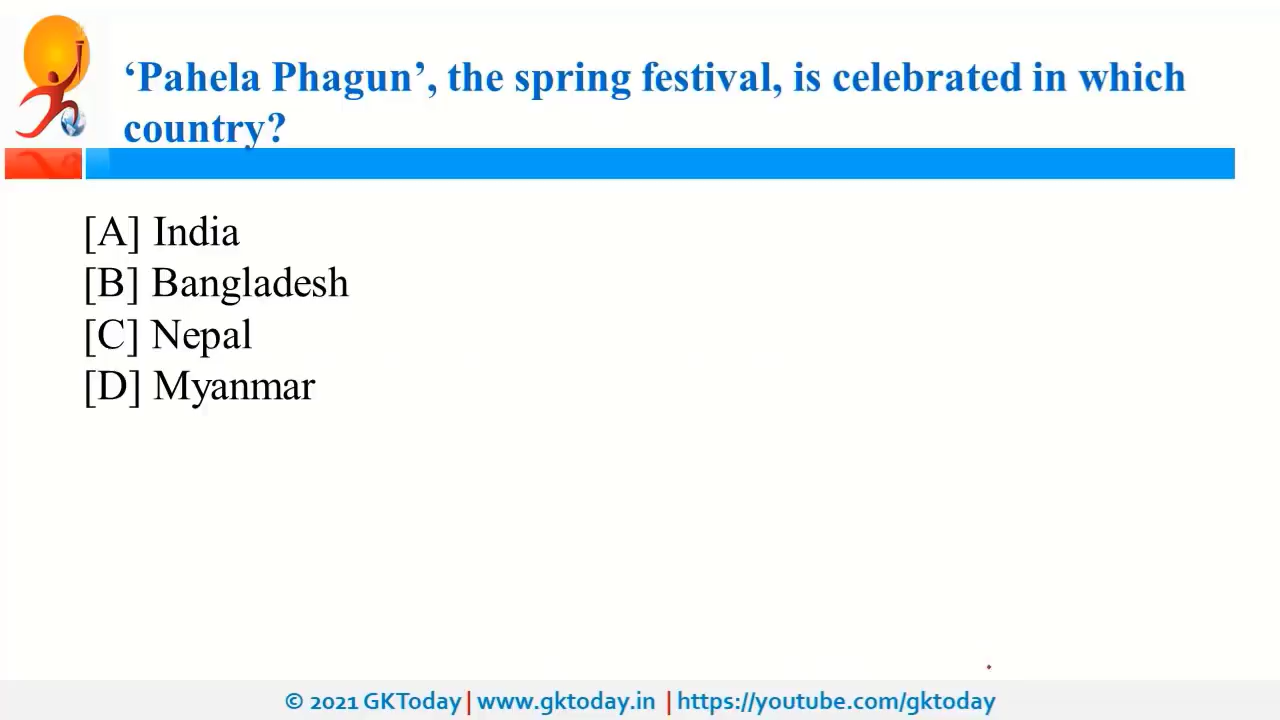 ‘Pahela Phagun’, the spring festival, is celebrated in which
country?
[A] India
[B] Bangladesh
[C] Nepal
[D] Myanmar
© 2021 GKToday | www.gktoday.in | https://youtube.com/gktoday